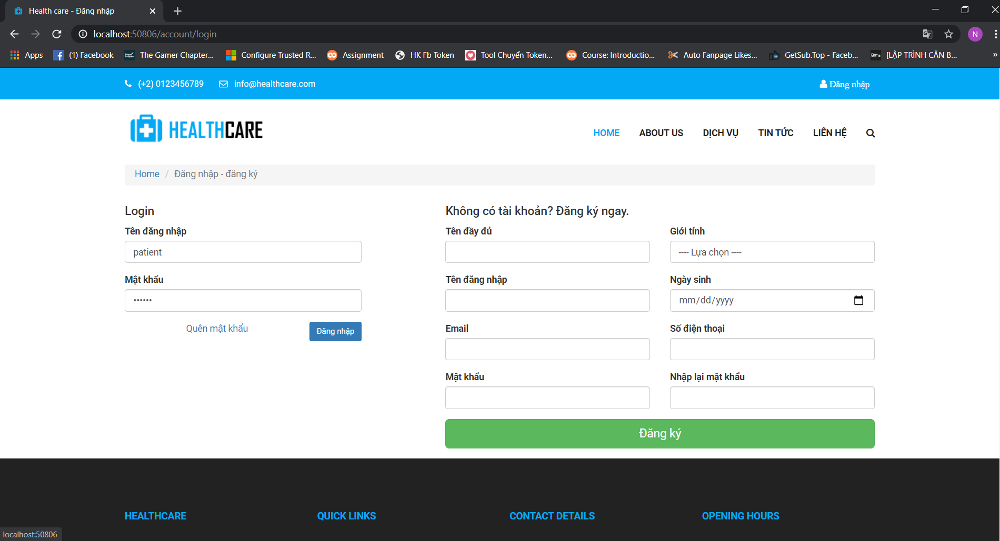 Health care - Đăng nhập
localhost:50806/account/login
N
Apps
(1) Facebook
The Gamer Chapter...
Configure Trusted R...
Assignment
HK Fb Token
Tool Chuyển Token...
Course: Introductio...
Auto Fanpage Likes...
GetSub.Top - Faceb...
[LẬP TRÌNH CĂN B...
»
(+2) 0123456789
info@healthcare.com
Đăng nhập
HEALTHCARE
HOME
ABOUT US
DỊCH VỤ
TIN TỨC
LIÊN HỆ
Home / Đăng nhập - đăng ký
Login
Tên đăng nhập
patient
Mật khẩu
••••••
Quên mật khẩu
Đăng nhập
Không có tài khoản? Đăng ký ngay.
Tên đầy đủ
Giới tính
---- Lựa chọn ----
Tên đăng nhập
Ngày sinh
mm/dd/yyyy
Email
Số điện thoại
Mật khẩu
Nhập lại mật khẩu
Đăng ký
HEALTHCARE
QUICK LINKS
CONTACT DETAILS
OPENING HOURS
localhost:50806